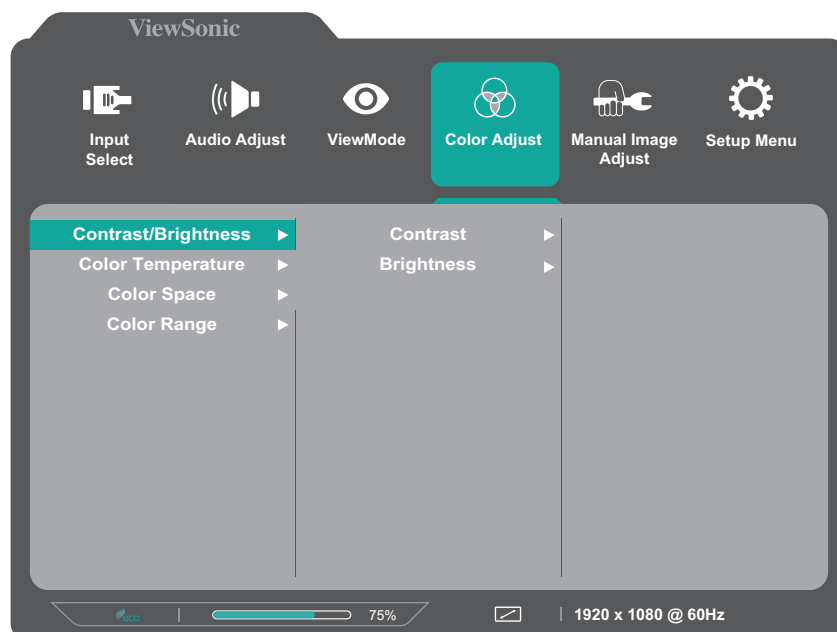 ViewSonic
Input
Select
Audio Adjust
ViewMode
Color Adjust
Manual Image
Adjust
Setup Menu
Contrast/Brightness
Color Temperature
Color Space
Color Range
Contrast
Brightness
eco
75%
1920 x 1080 @ 60Hz